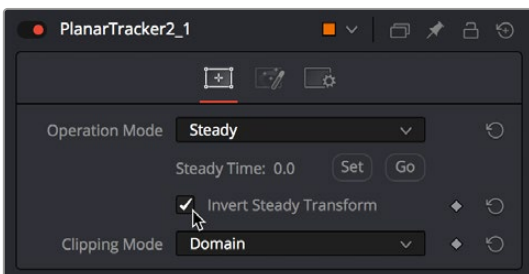 PlanarTracker2_1
Operation Mode Steady
Steady Time: 0.0 Set Go
Invert Steady Transform
Clipping Mode Domain